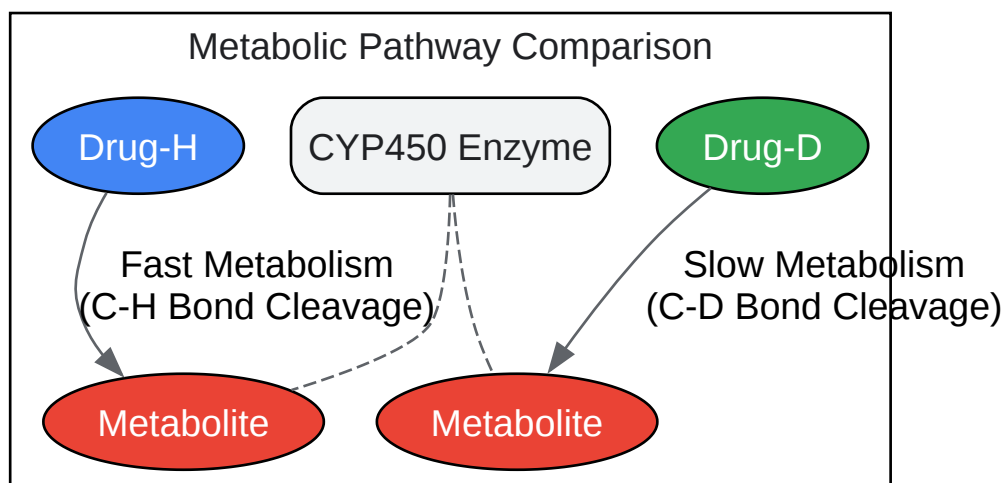 Metabolic Pathway Comparison
Drug-H
CYP450 Enzyme
Drug-D
Fast Metabolism
(C-H Bond Cleavage)
Slow Metabolism
(C-D Bond Cleavage)
Metabolite
Metabolite